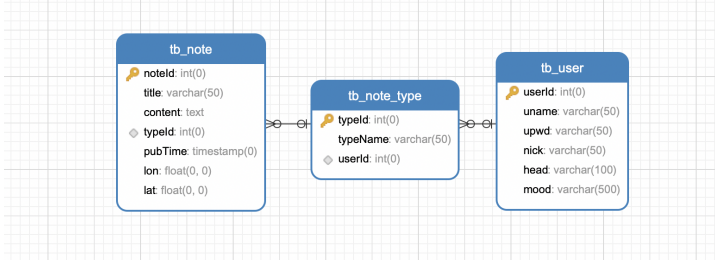 tb_note
noteId: int(0)
title: varchar(50)
content: text
typeId: int(0)
pubTime: timestamp(0)
lon: float(0, 0)
lat: float(0, 0)
tb_note_type
typeId: int(0)
typeName: varchar(50)
userId: int(0)
tb_user
userId: int(0)
uname: varchar(50)
upwd: varchar(50)
nick: varchar(50)
head: varchar(100)
mood: varchar(500)